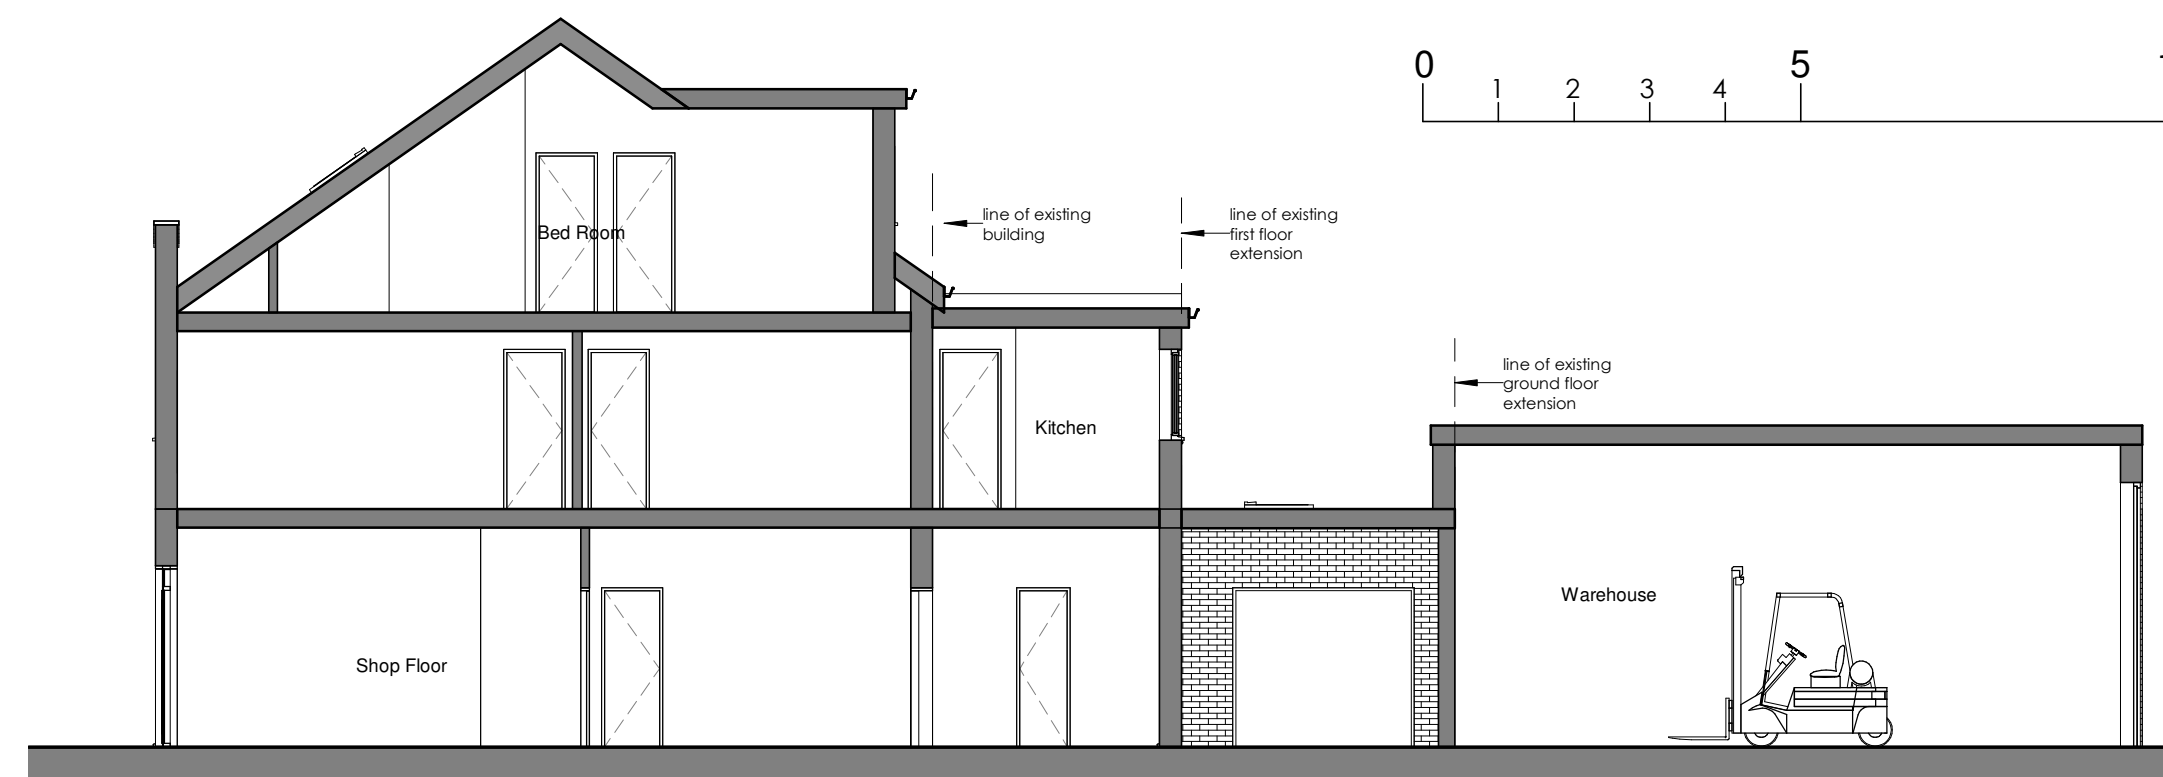 0
5
1
2
3
4
line of existing
building
line of existing
first floor
extension
Bed Room
line of existing
ground floor
extension
Kitchen
Warehouse
Shop Floor